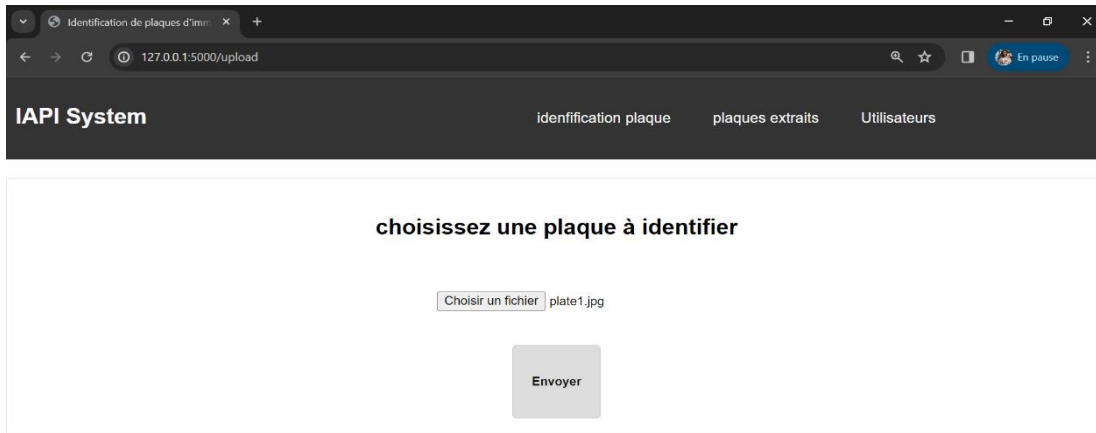 Identification de plaques d'imm
127.0.0.1:5000/upload
En pause
IAPI System
idenfification plaque
plaques extraits
Utilisateurs
choisissez une plaque à identifier
Choisir un fichier plate1.jpg
Envoyer